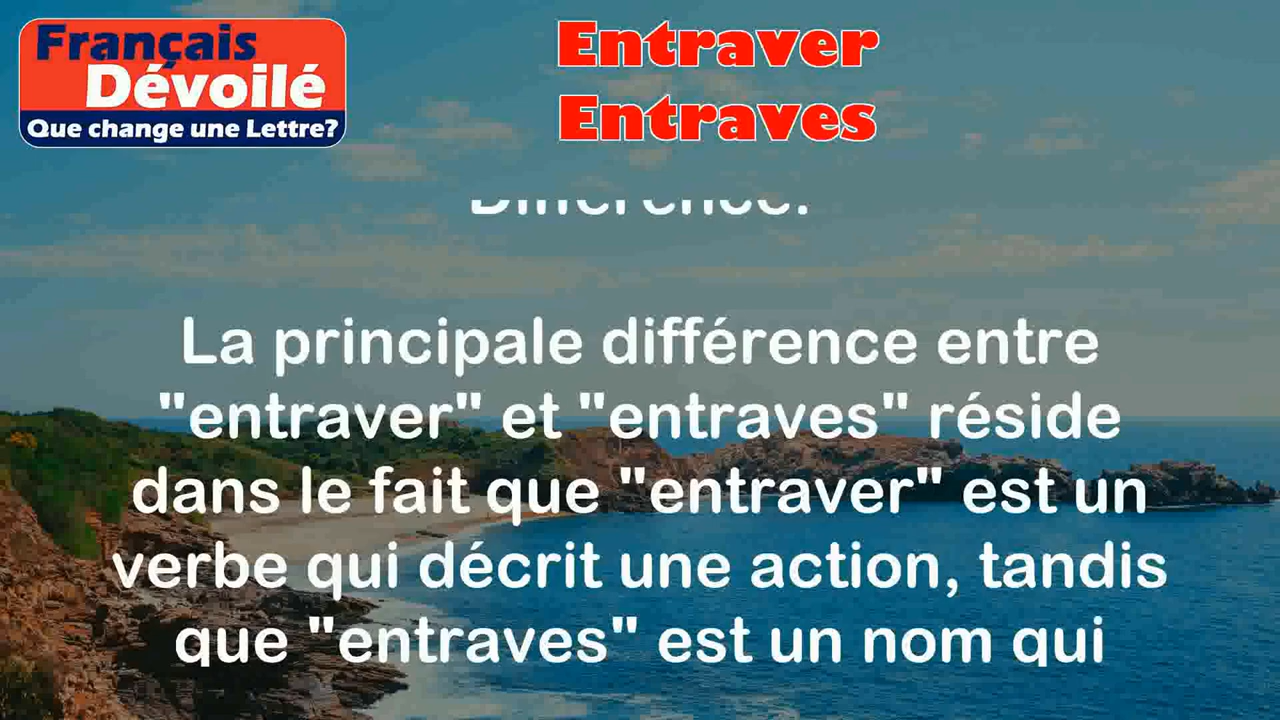 Français
Dévoilé
Que change une Lettre?
Entraver
Entraves
Différence:
La principale différence entre
"entraver" et "entraves" réside
dans le fait que "entraver" est un
verbe qui décrit une action, tandis
que "entraves" est un nom qui